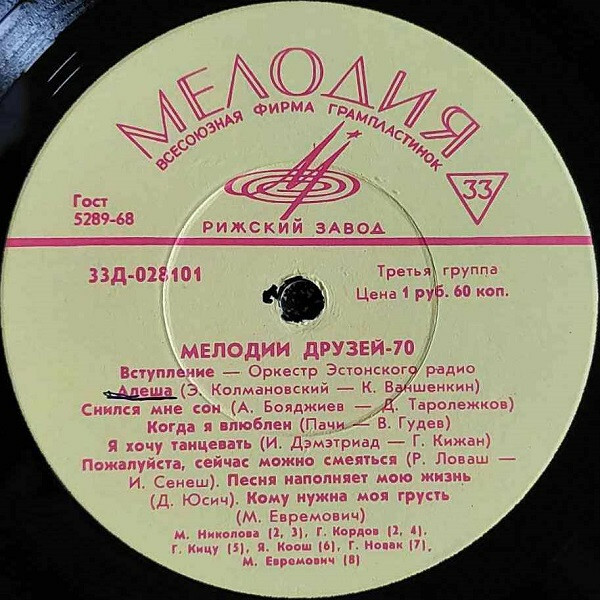 МЕЛОДИЯ
ВСЕСОЮЗНАЯ ФИРМА ГРАМПЛАСТИНОК
33
Гост
5289-68
РИЖСКИЙ ЗАВОД
33Д-028101
Третья группа
Цена 1 руб. 60 коп.
МЕЛОДИИ ДРУЗЕЙ-70
Вступление — Оркестр Эстонского радио
Алеша (Э. Колмановский — К. Ваншенкин)
Снился мне сон (А. Бояджиев — Д. Таролежков)
Когда я влюблен (Пачи — В. Гудев)
Я хочу танцевать (И. Дэмэтриад — Г. Кижан)
Пожалуйста, сейчас можно смеяться (Р. Ловаш —
И. Сенеш). Песня наполняет мою жизнь
(Д. Юсич). Кому нужна моя грусть
(М. Евремович)
М. Николова (2, 3), Г. Кордов (2, 4),
Г. Кицу (5), Я. Коош (6), Г. Новак (7),
М. Евремович (8)